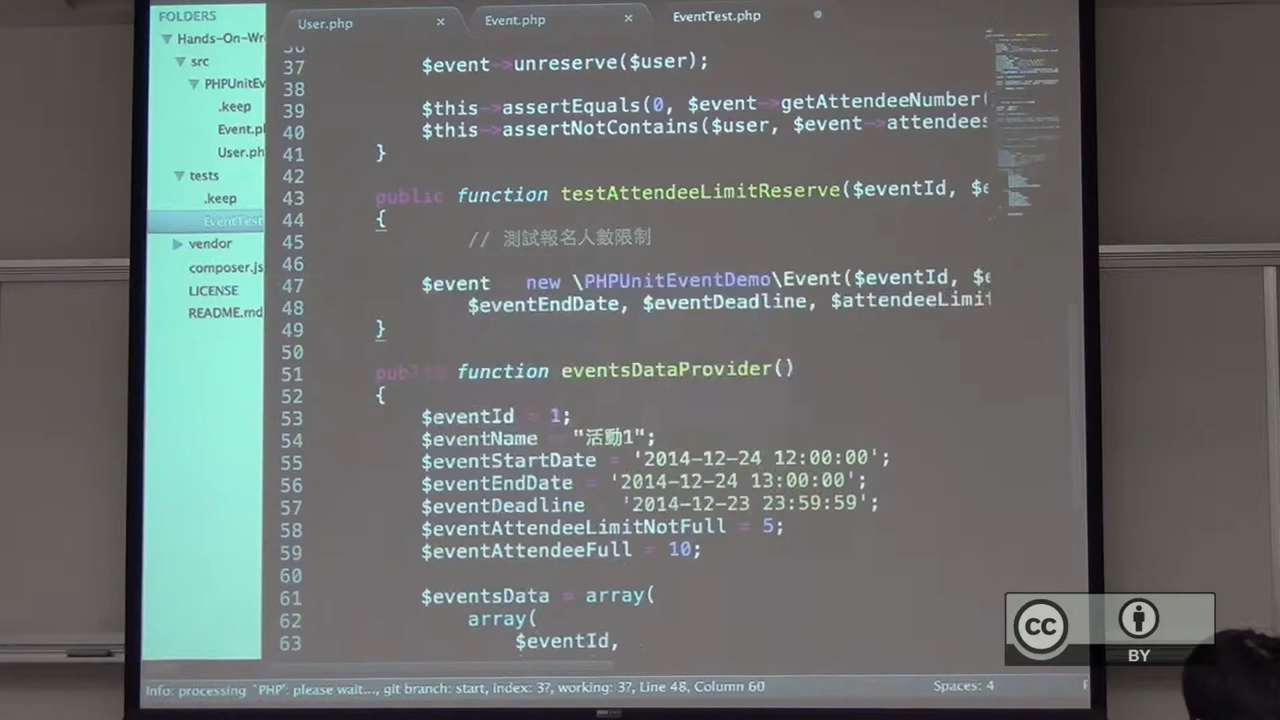 FOLDERS
Hands-On-Wri
src
PHPUnitEv
.keep
Event.ph
User.ph
tests
.keep
EventTest
vendor
composer.js
LICENSE
README.md
User.php × Event.php × EventTest.php
36
37 $event->unreserve($user);
38
39 $this->assertEquals(0, $event->getAttendeeNumber(
40 $this->assertNotContains($user, $event->attendees
41 }
42
43 public function testAttendeeLimitReserve($eventId, $e
44 {
45 // 測試報名人數限制
46
47 $event = new \PHPUnitEventDemo\Event($eventId, $e
48 $eventEndDate, $eventDeadline, $attendeeLimit
49 }
50
51 public function eventsDataProvider()
52 {
53 $eventId = 1;
54 $eventName = "活動1";
55 $eventStartDate = '2014-12-24 12:00:00';
56 $eventEndDate = '2014-12-24 13:00:00';
57 $eventDeadline = '2014-12-23 23:59:59';
58 $eventAttendeeLimitNotFull = 5;
59 $eventAttendeeFull = 10;
60
61 $eventsData = array(
62 array(
63 $eventId,
Info: processing `PHP`: please wait..., git branch: start, index: 3?, working: 3?, Line 48, Column 60 Spaces: 4
CC
BY